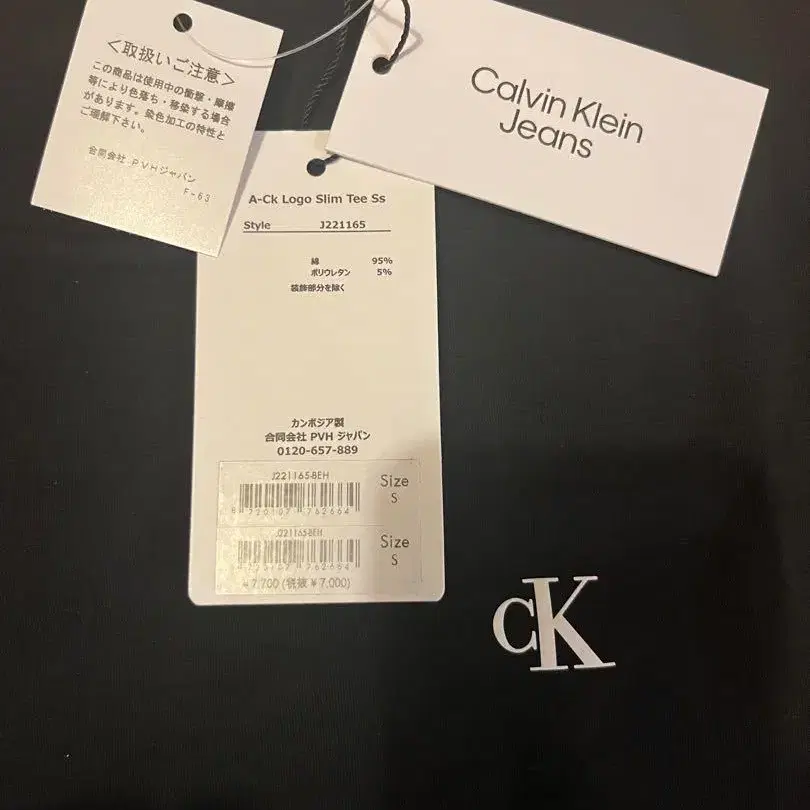 ＜取扱いご注意＞
この商品は使用中の衝撃・摩擦
等により色落ち・移染する場合
があります。染色加工の特性と
ご理解下さい。
合同会社 ＰＶＨジャパン
F-63
Calvin Klein
Jeans
A-Ck Logo Slim Tee Ss
Style J221165
綿 95%
ポリウレタン 5%
装飾部分を除く
カンボジア製
合同会社 PVH ジャパン
0120-657-889
J221165-BEH
Size
S
8 720107 762664
J221165-BEH
Size
S
8 720107 762664
¥7,700 (税抜 ¥7,000)
CK